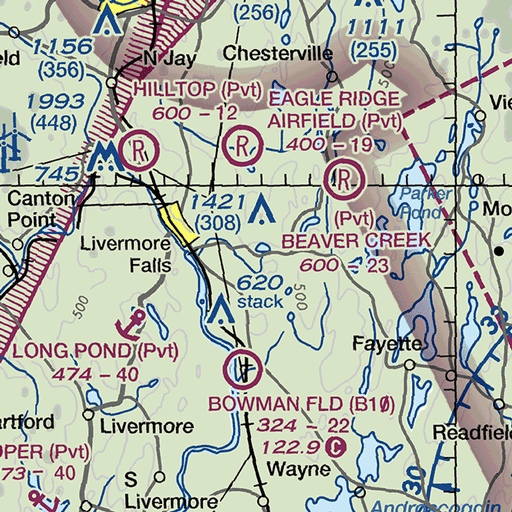 (256)
1111
(255)
1156
(356)
N Jay
Chesterville
500
eld
HILLTOP (Pvt)
600 - 12
EAGLE RIDGE
AIRFIELD (Pvt)
400 - 19
1993
(448)
Vie
R
R
R
745
Canton
Point
1421
(308)
Parker
Pond
Mo
(Pvt)
BEAVER CREEK
600 - 23
Livermore
Falls
620
stack
500
500
LONG POND (Pvt)
474 - 40
Fayette
BOWMAN FLD (B10)
324 - 22
122.9 C
artford
Livermore
Readfield
OPER (Pvt)
73 - 40
Wayne
S
Livermore
30
Androscoggin